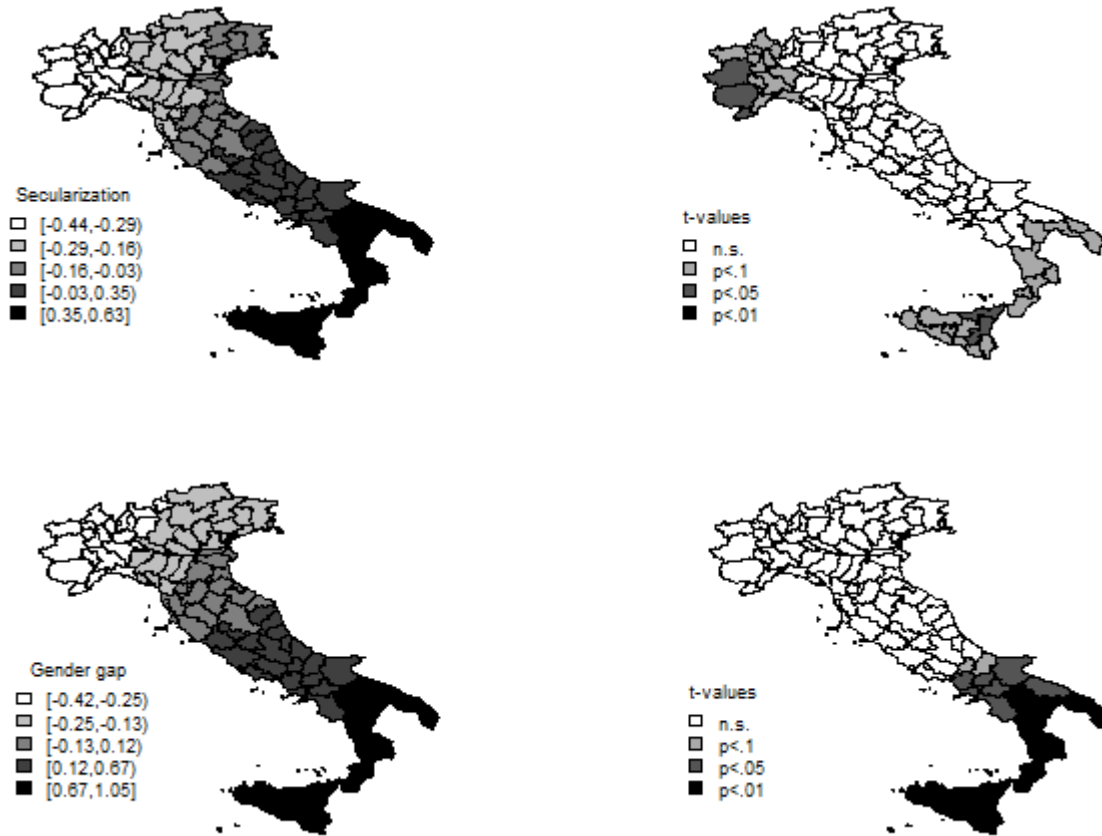 Secularization
[-0.44,-0.29)
[-0.29,-0.16)
[-0.16,-0.03)
[-0.03,0.35)
[0.35,0.63]
t-values
n.s.
p<.1
p<.05
p<.01
Gender gap
[-0.42,-0.25)
[-0.25,-0.13)
[-0.13,0.12)
[0.12,0.67)
[0.67,1.05]
t-values
n.s.
p<.1
p<.05
p<.01